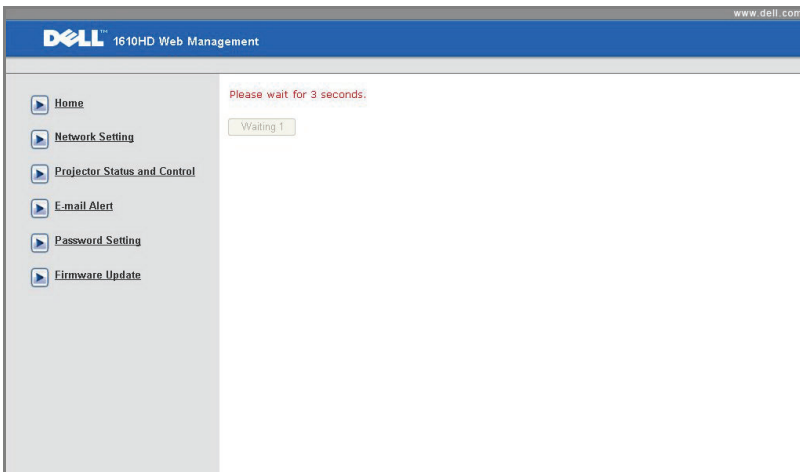 www.dell.com
DELL™ 1610HD Web Management
Home
Network Setting
Projector Status and Control
E-mail Alert
Password Setting
Firmware Update
Please wait for 3 seconds.
Waiting 1